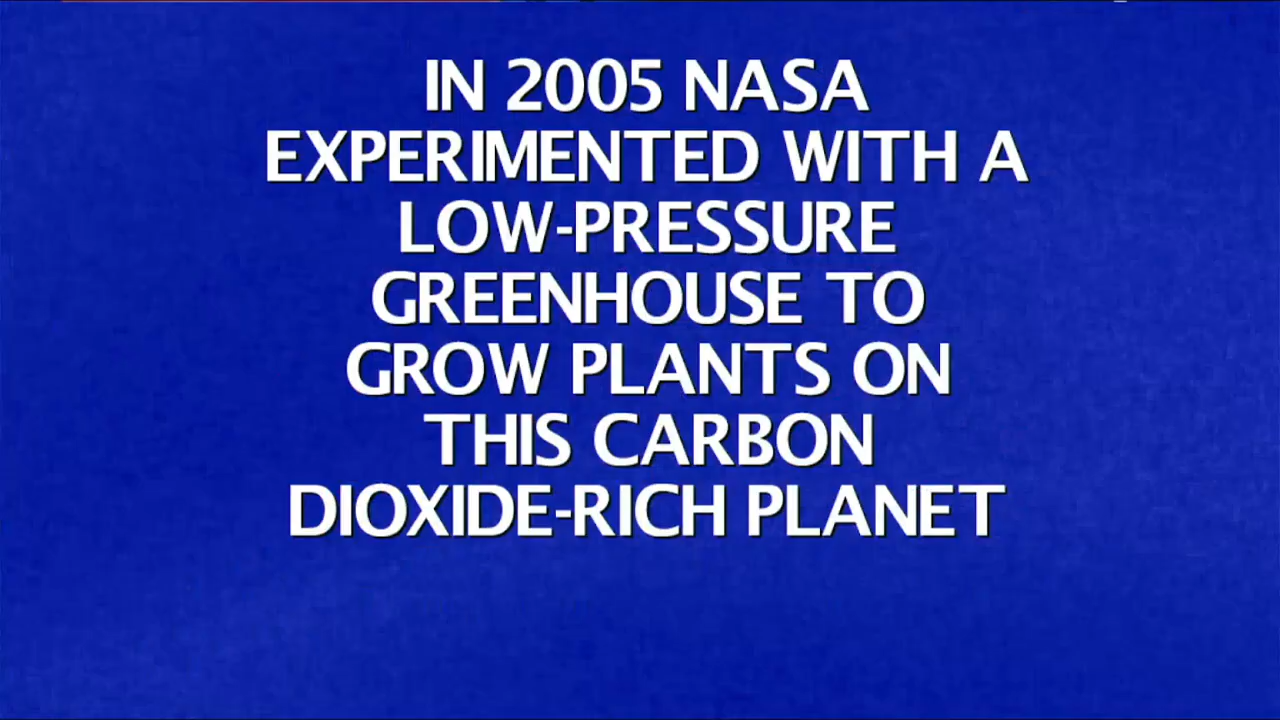 IN 2005 NASA
EXPERIMENTED WITH A
LOW-PRESSURE
GREENHOUSE TO
GROW PLANTS ON
THIS CARBON
DIOXIDE-RICH PLANET